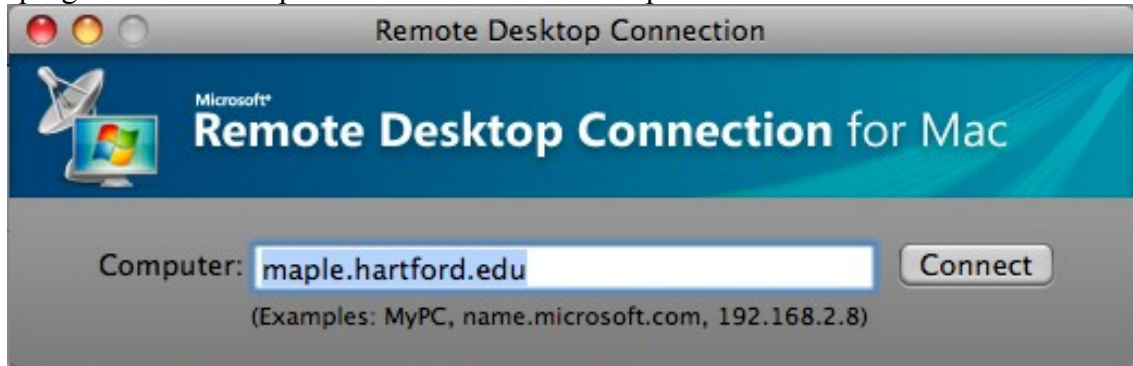 Remote Desktop Connection
Microsoft®
Remote Desktop Connection for Mac
Computer: maple.hartford.edu Connect
(Examples: MyPC, name.microsoft.com, 192.168.2.8)